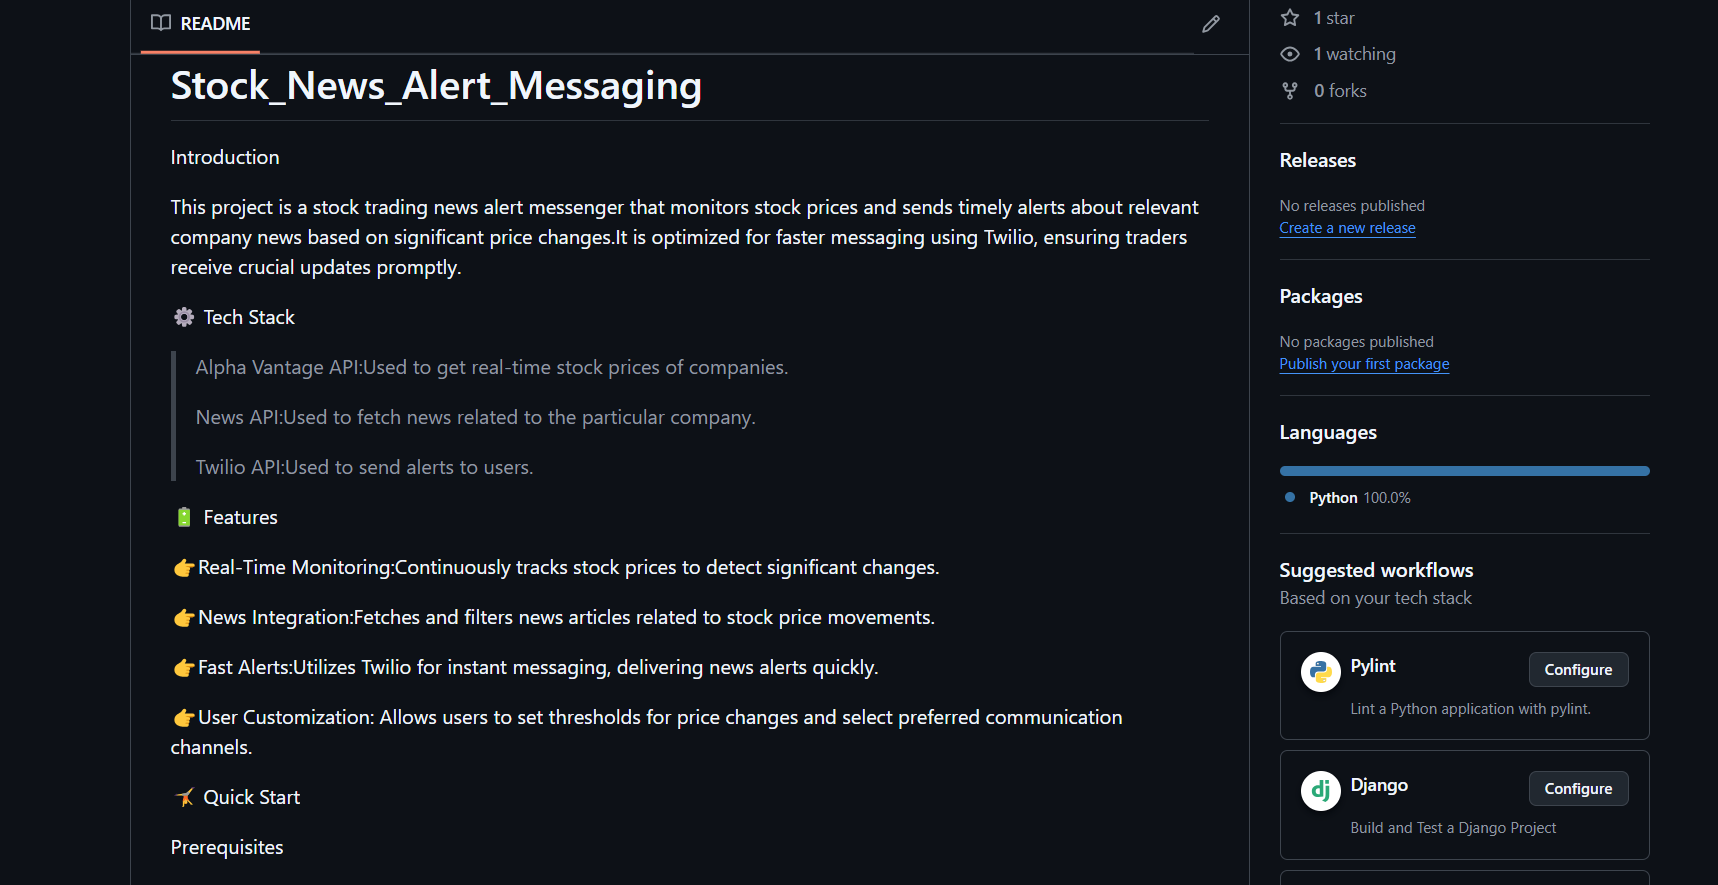 README
Stock_News_Alert_Messaging
Introduction
This project is a stock trading news alert messenger that monitors stock prices and sends timely alerts about relevant
company news based on significant price changes.It is optimized for faster messaging using Twilio, ensuring traders
receive crucial updates promptly.
⚙️ Tech Stack
Alpha Vantage API:Used to get real-time stock prices of companies.
News API:Used to fetch news related to the particular company.
Twilio API:Used to send alerts to users.
🔋 Features
👉Real-Time Monitoring:Continuously tracks stock prices to detect significant changes.
👉News Integration:Fetches and filters news articles related to stock price movements.
👉Fast Alerts:Utilizes Twilio for instant messaging, delivering news alerts quickly.
👉User Customization: Allows users to set thresholds for price changes and select preferred communication
channels.
🤸 Quick Start
Prerequisites
1 star
1 watching
0 forks
Releases
No releases published
Create a new release
Packages
No packages published
Publish your first package
Languages
Python 100.0%
Suggested workflows
Based on your tech stack
Pylint
Configure
Lint a Python application with pylint.
dj
Django
Configure
Build and Test a Django Project